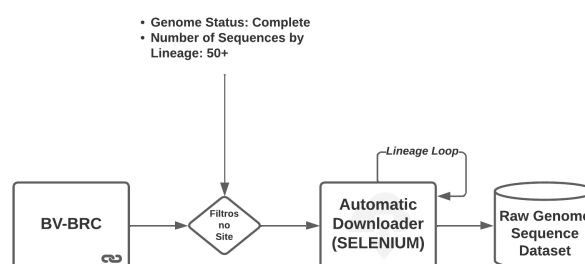 • Genome Status: Complete
• Number of Sequences by
Lineage: 50+
Lineage Loop
BV-BRC
Filtros
no
Site
Automatic
Downloader
(SELENIUM)
Raw Genome
Sequence
Dataset